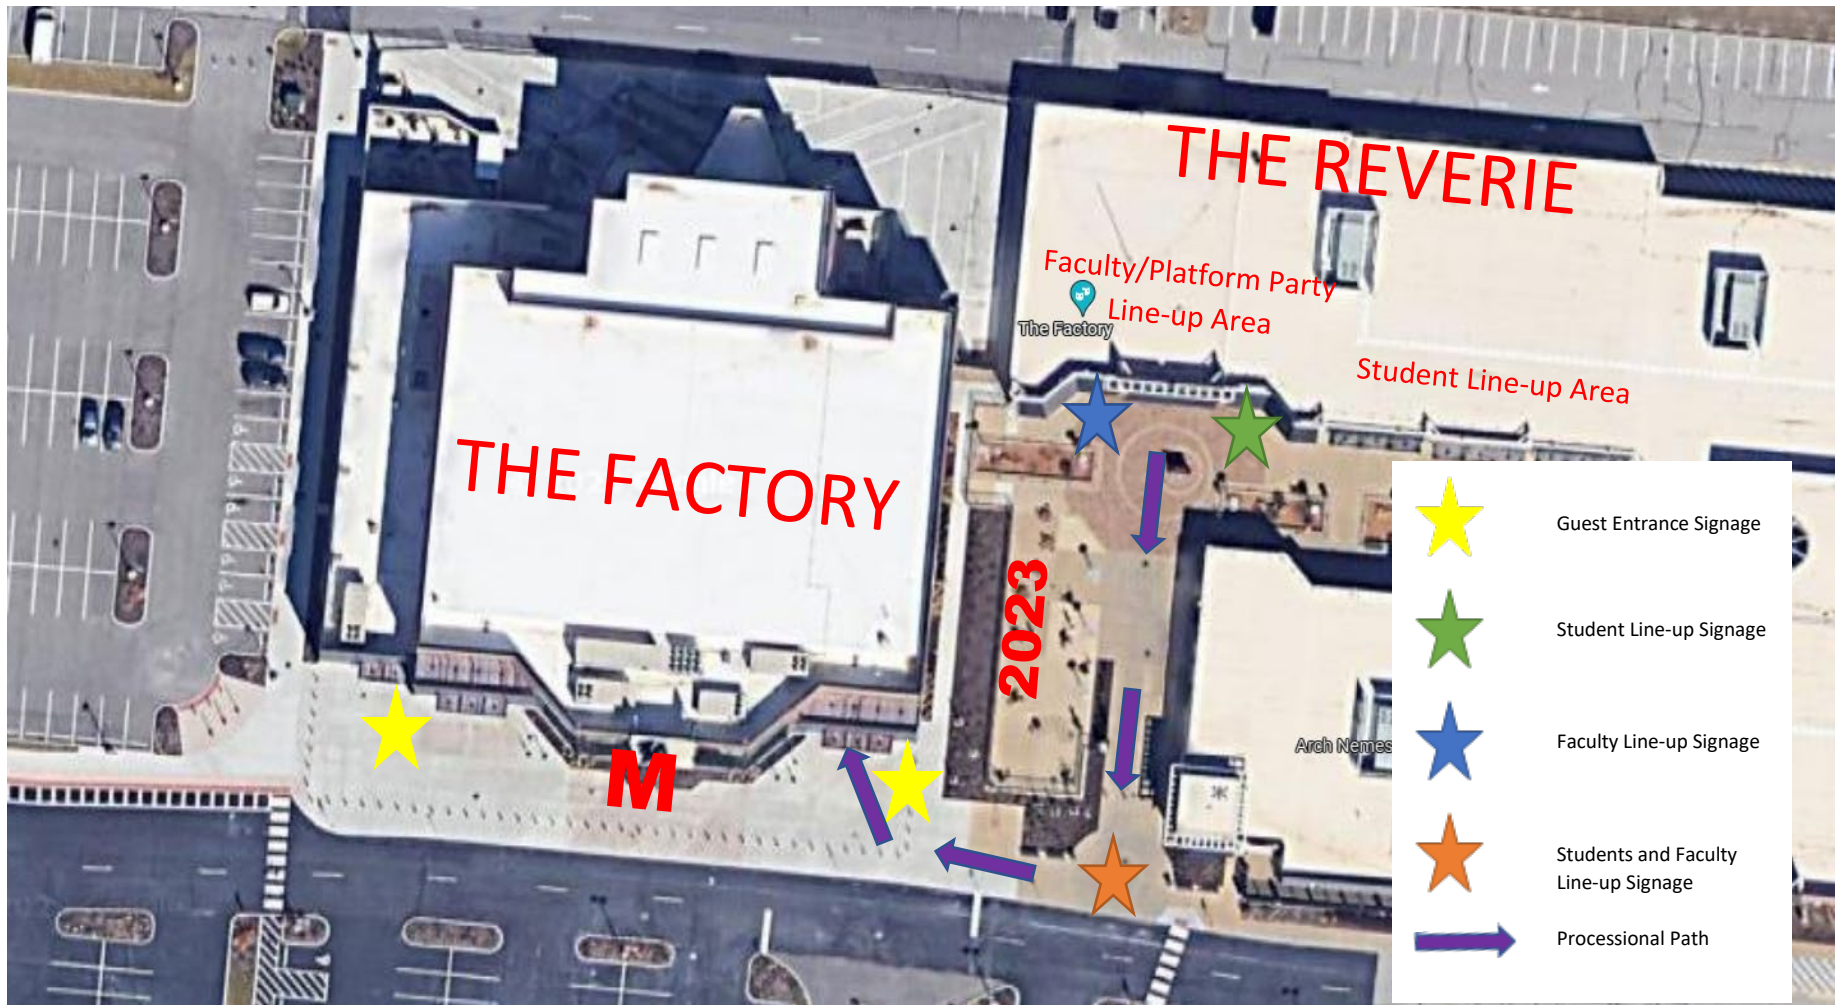 THE REVERIE
Faculty/Platform Party
Line-up Area
The Factory
Student Line-up Area
THE FACTORY
2023
M
Arch Nemes
Guest Entrance Signage
Student Line-up Signage
Faculty Line-up Signage
Students and Faculty
Line-up Signage
Processional Path